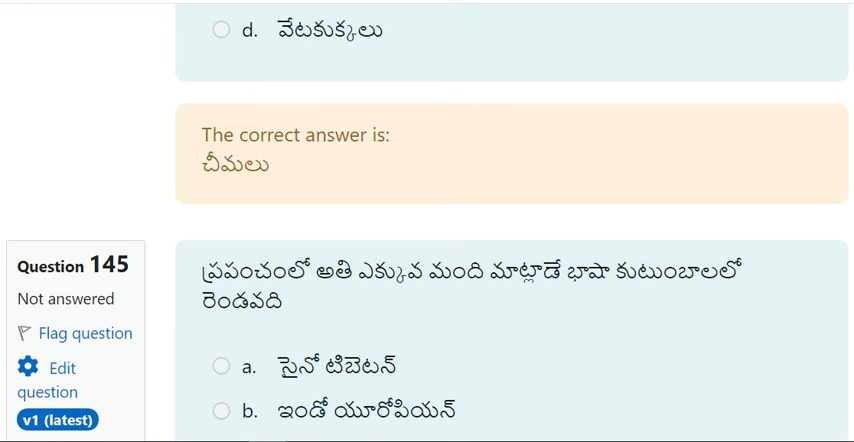 d. వేటకుక్కలు
The correct answer is:
చీమలు
Question 145
Not answered
Flag question
Edit
question
v1 (latest)
ప్రపంచంలో అతి ఎక్కువ మంది మాట్లాడే భాషా కుటుంబాలలో
రెండవది
a. సైనో టిబెటన్
b. ఇండో యూరోపియన్